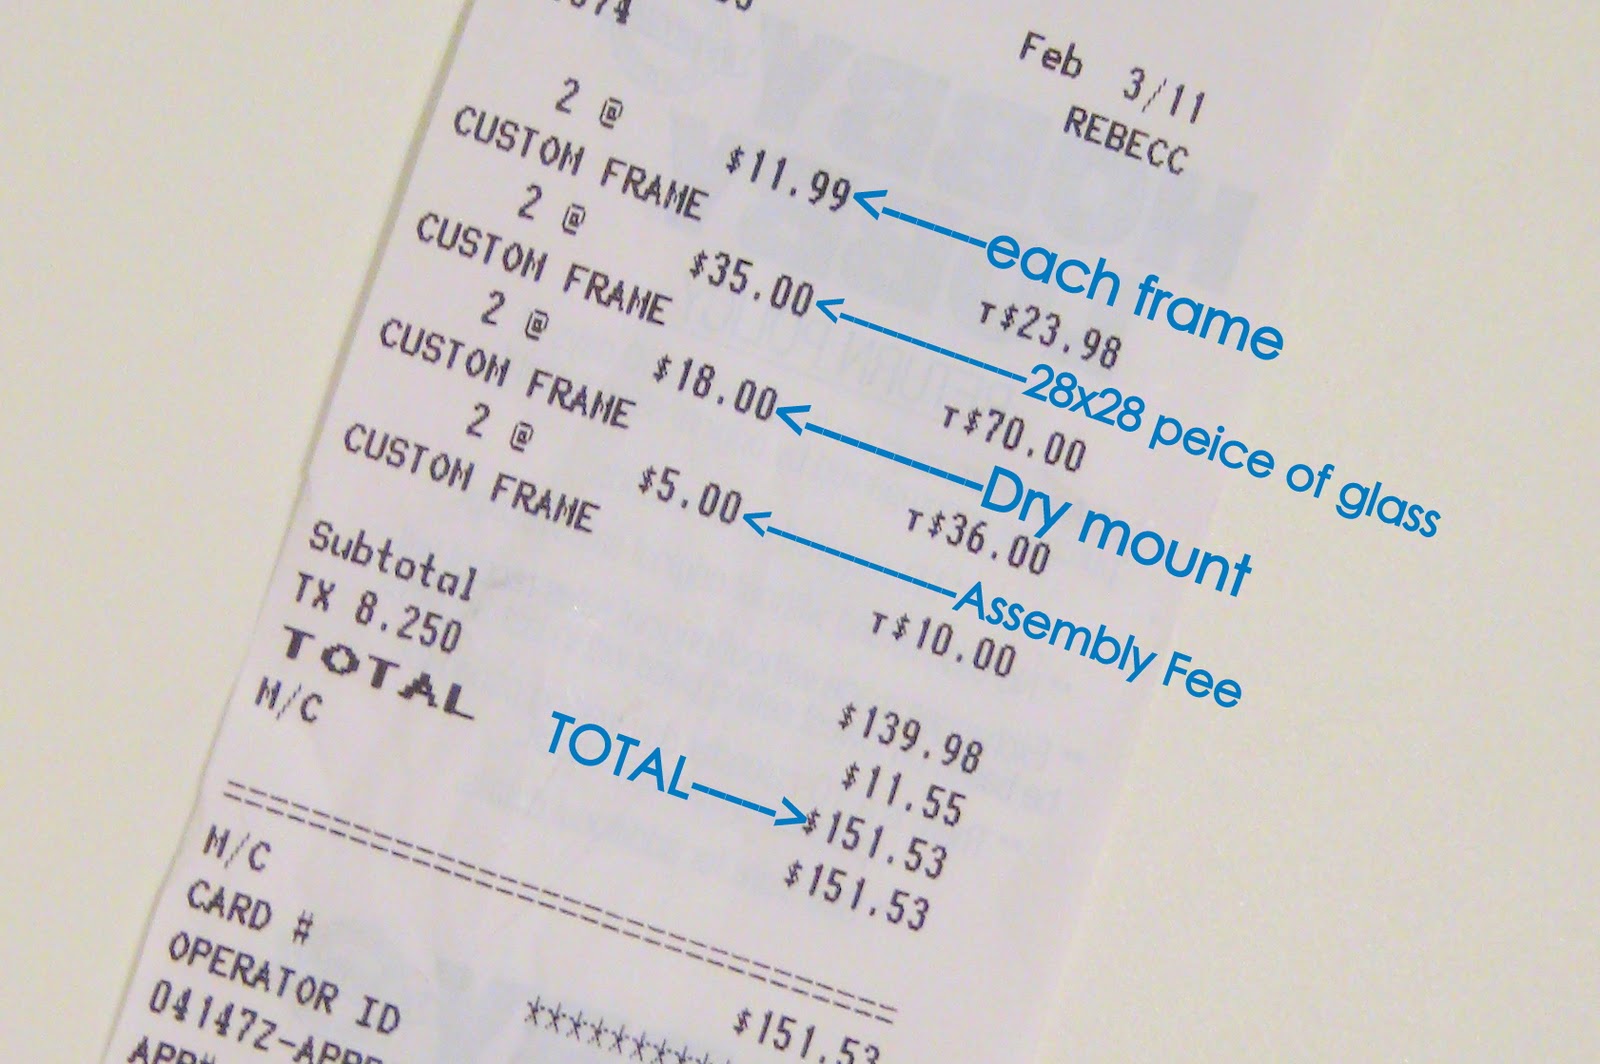 Feb 3/11
REBECC
2 @ $11.99 <----each frame
CUSTOM FRAME T$23.98
2 @ $35.00 <----28x28 peice of glass
CUSTOM FRAME T$70.00
2 @ $18.00 <----Dry mount
CUSTOM FRAME T$36.00
2 @ $5.00 <----Assembly Fee
CUSTOM FRAME T$10.00
Subtotal $139.98
TX 8.250 $11.55
TOTAL TOTAL--> $151.53
M/C $151.53
M/C $151.53
CARD #
OPERATOR ID